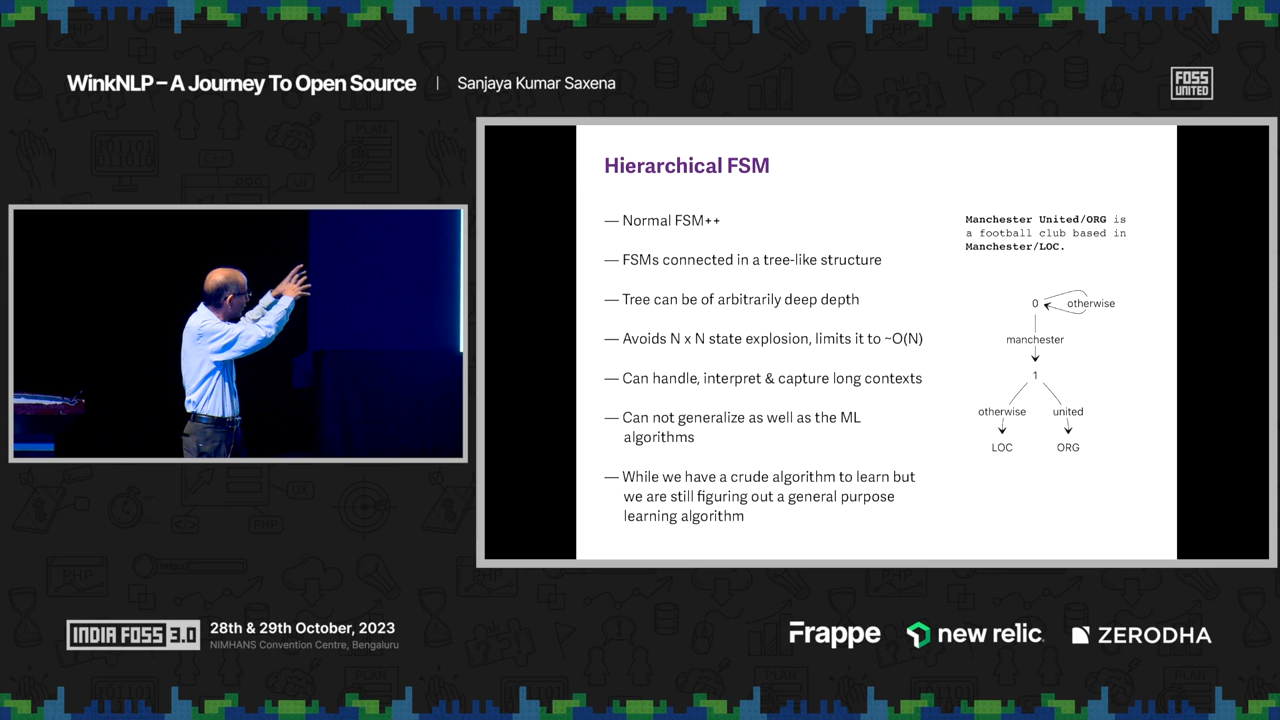 WinkNLP – A Journey To Open Source | Sanjaya Kumar Saxena
FOSS
UNITED
Hierarchical FSM
— Normal FSM++
— FSMs connected in a tree-like structure
— Tree can be of arbitrarily deep depth
— Avoids N x N state explosion, limits it to ~O(N)
— Can handle, interpret & capture long contexts
— Can not generalize as well as the ML
algorithms
— While we have a crude algorithm to learn but
we are still figuring out a general purpose
learning algorithm
Manchester United/ORG is
a football club based in
Manchester/LOC.
0 otherwise
manchester
1
otherwise united
LOC ORG
INDIA FOSS 3.0
28th & 29th October, 2023
NIMHANS Convention Centre, Bengaluru
Frappe
new relic
ZERODHA